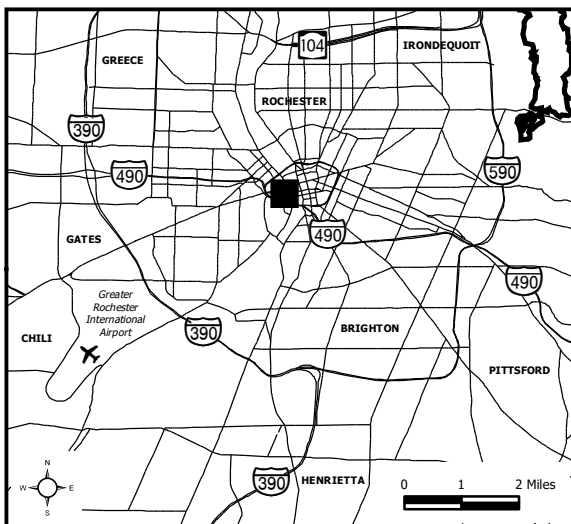 104
IRONDEQUOIT
GREECE
ROCHESTER
390
490
590
490
GATES
490
Greater
Rochester
International
Airport
390
BRIGHTON
CHILI
PITTSFORD
N
W
E
S
390
HENRIETTA
0 1 2 Miles